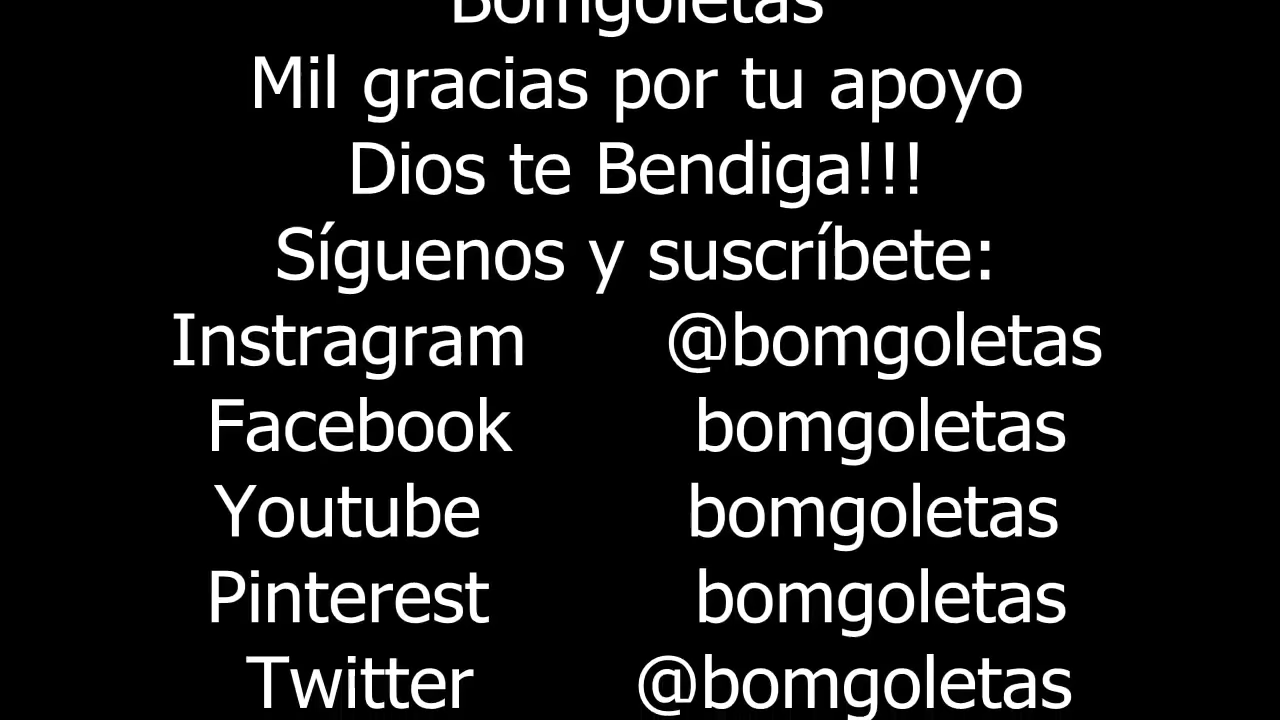 Bomgoletas
Mil gracias por tu apoyo
Dios te Bendiga!!!
Síguenos y suscríbete:
Instragram @bomgoletas
Facebook bomgoletas
Youtube bomgoletas
Pinterest bomgoletas
Twitter @bomgoletas